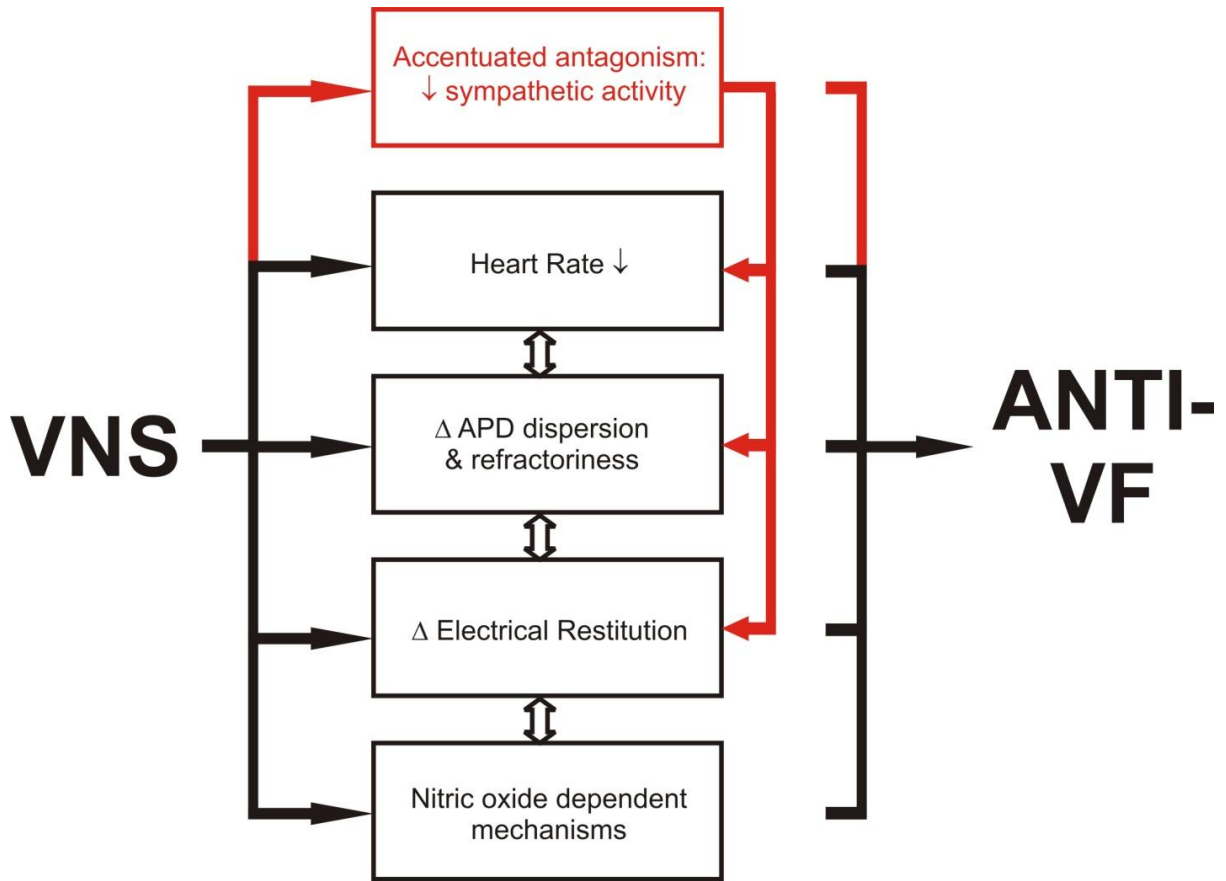 Accentuated antagonism:
↓ sympathetic activity
Heart Rate ↓
VNS
Δ APD dispersion
& refractoriness
ANTI-
VF
Δ Electrical Restitution
Nitric oxide dependent
mechanisms